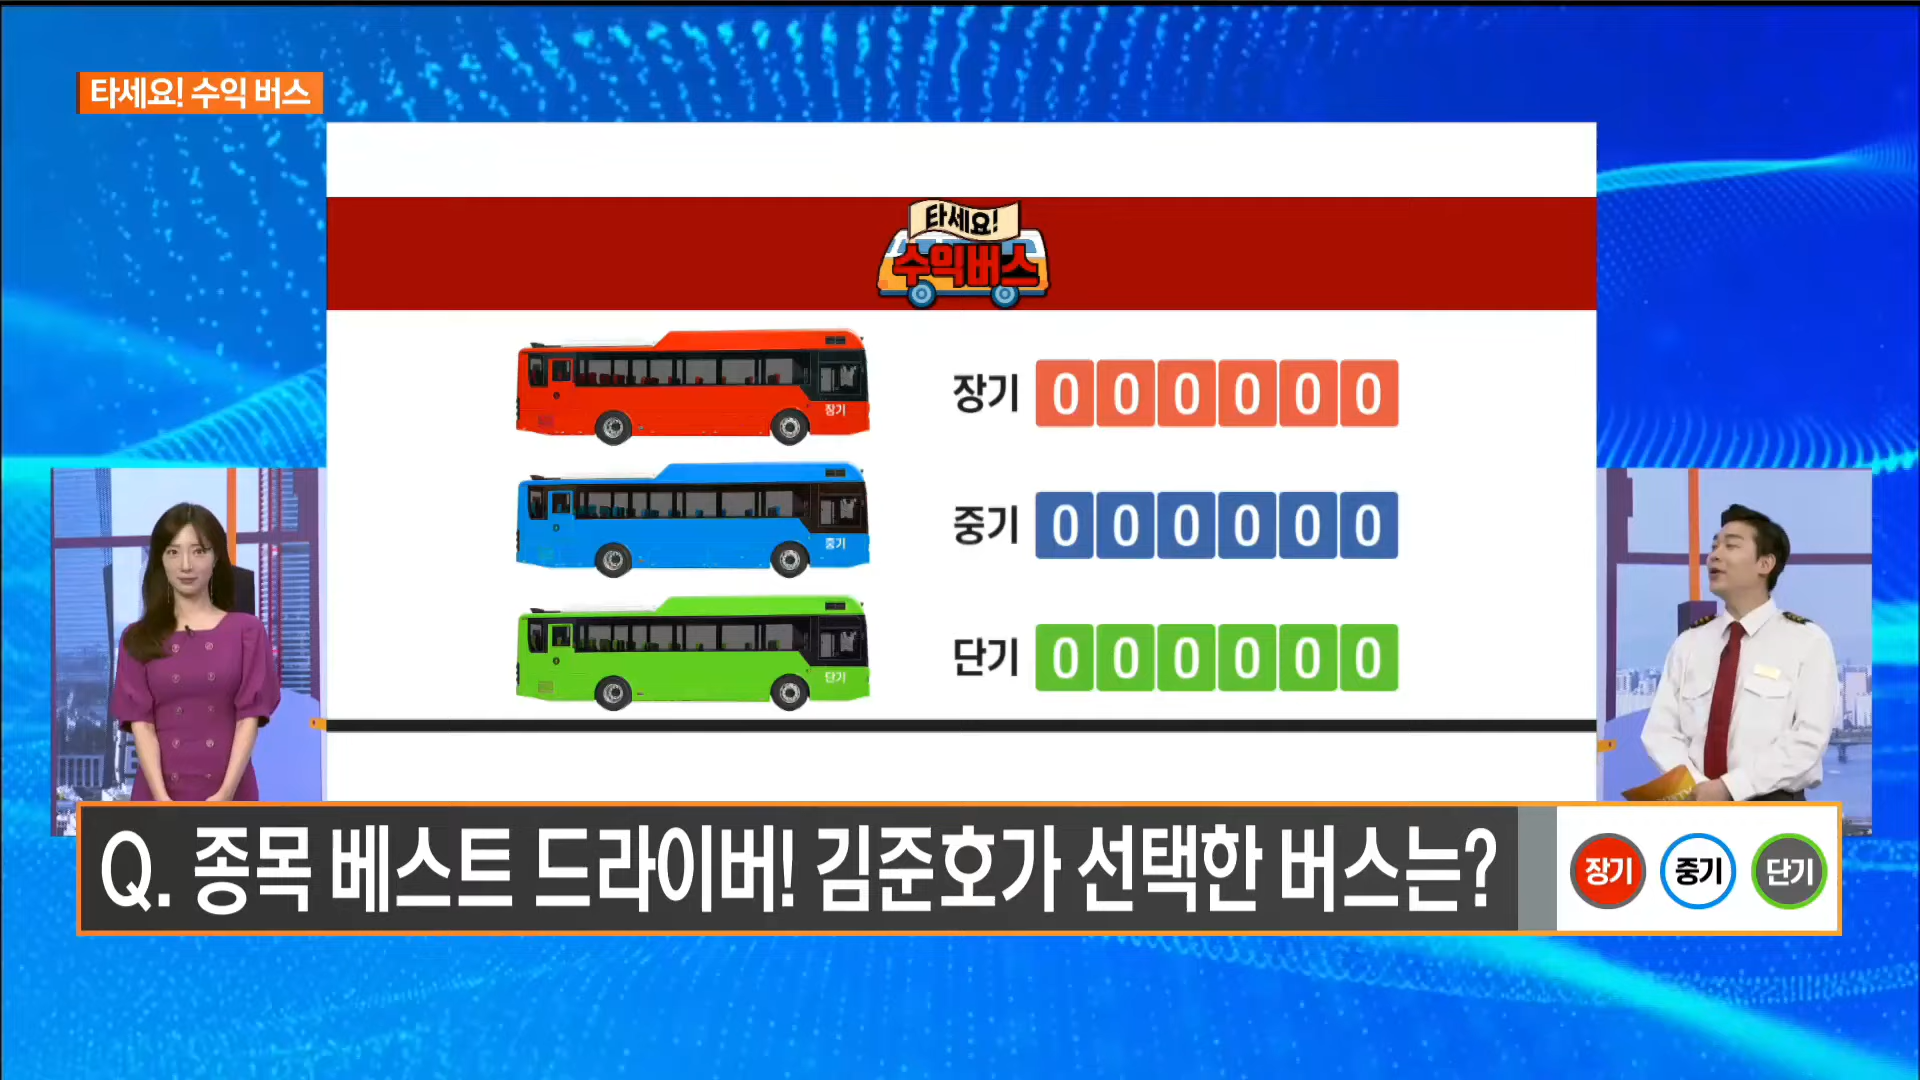 타세요! 수익 버스
타세요!
수익버스
장기
장기 0 0 0 0 0 0
중기
중기 0 0 0 0 0 0
단기
단기 0 0 0 0 0 0
Q. 종목 베스트 드라이버! 김준호가 선택한 버스는?
장기 중기 단기